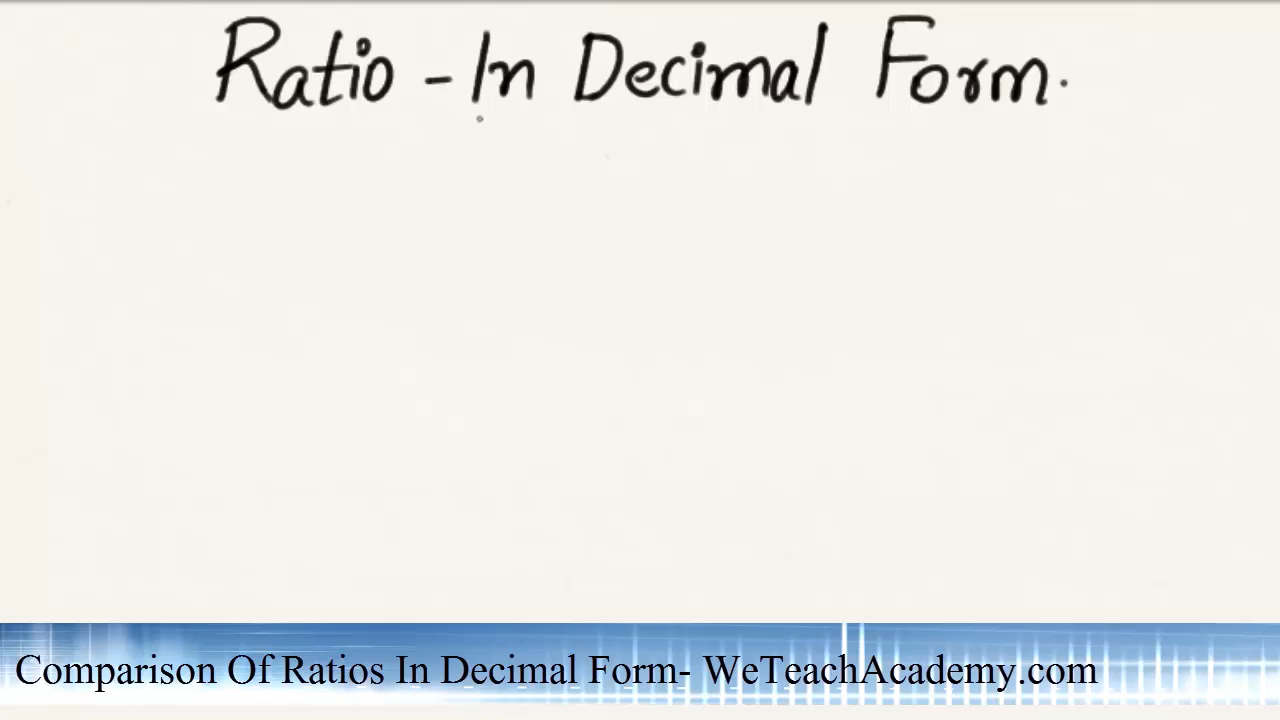 Ratio - In Decimal Form.
Comparison Of Ratios In Decimal Form- WeTeachAcademy.com